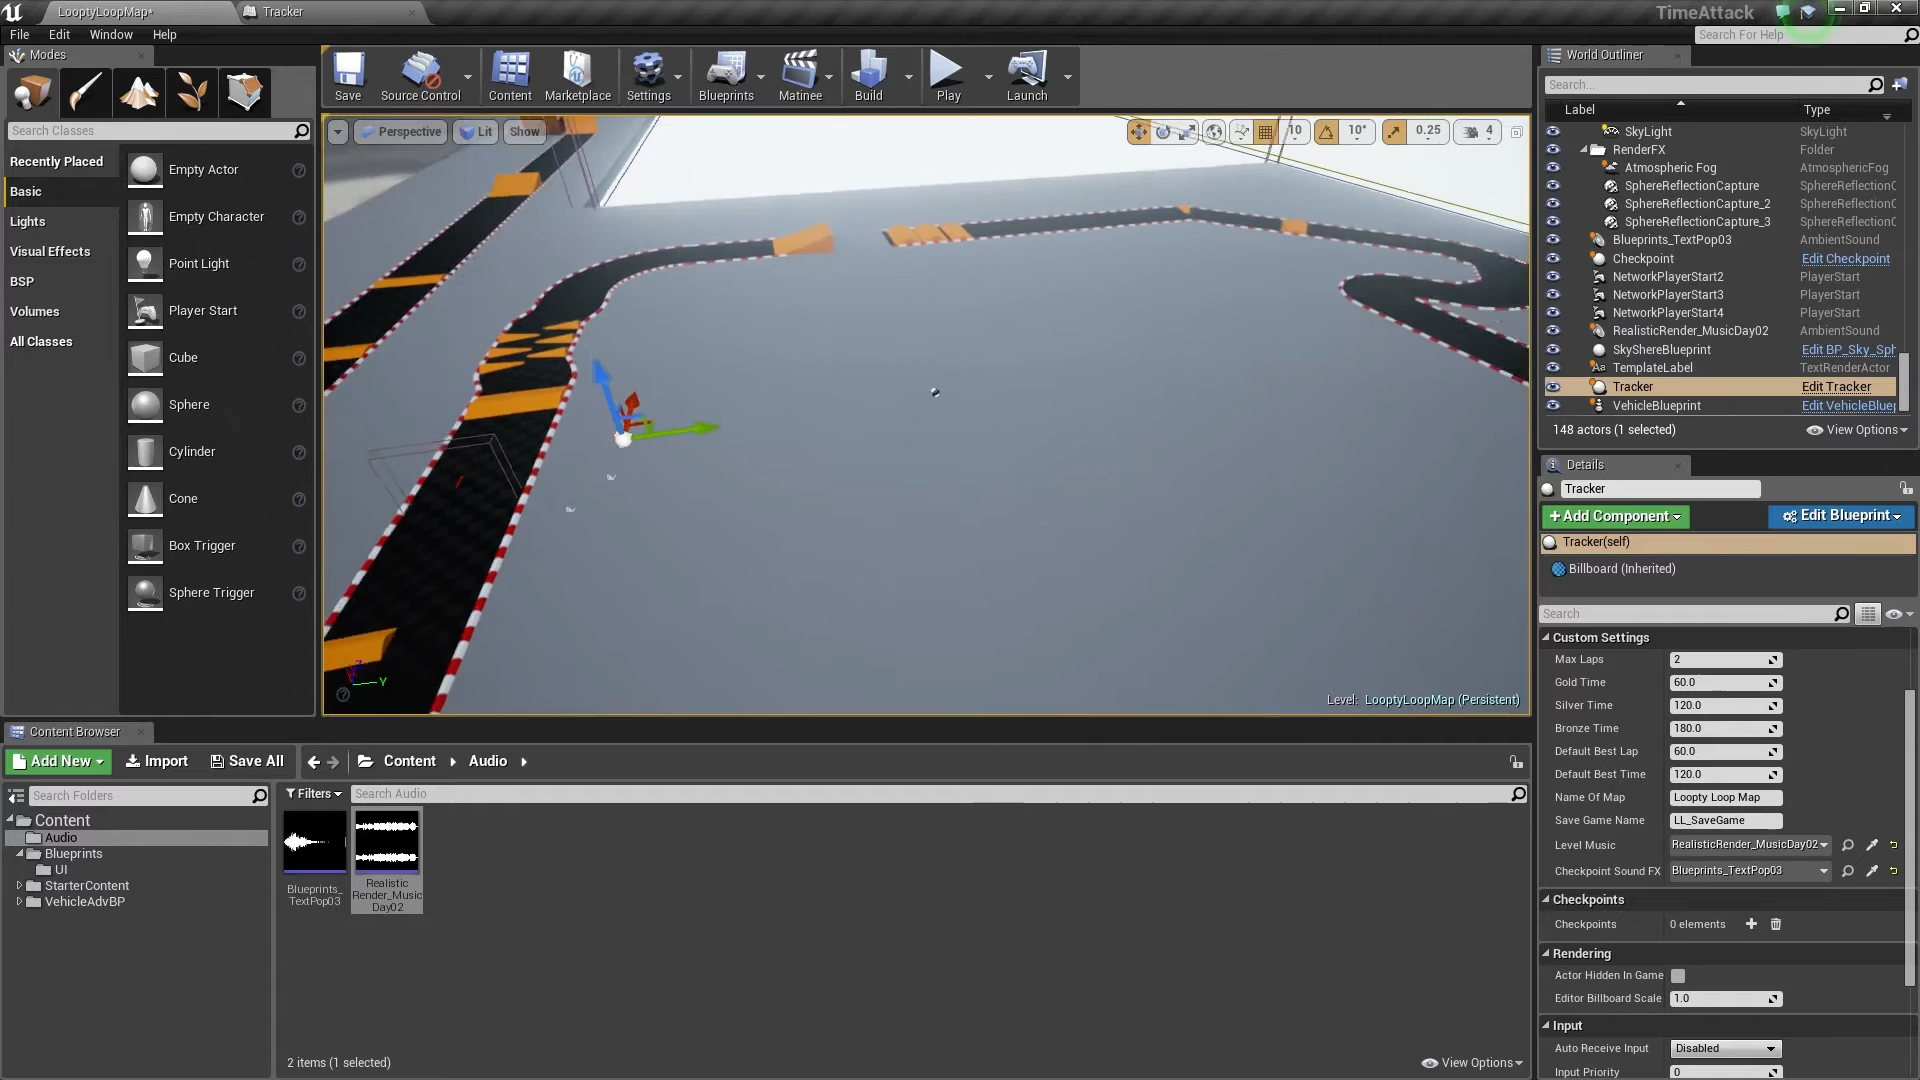 LooptyLoopMap*
Tracker
TimeAttack
File Edit Window Help
Search For Help
Modes
Search Classes
Recently Placed
Basic
Lights
Visual Effects
BSP
Volumes
All Classes
Empty Actor
Empty Character
Point Light
Player Start
Cube
Sphere
Cylinder
Cone
Box Trigger
Sphere Trigger
Save
Source Control
Content
Marketplace
Settings
Blueprints
Matinee
Build
Play
Launch
Perspective Lit Show
10 10° 0.25 4
Z
Y
Level: LooptyLoopMap (Persistent)
World Outliner
Search...
Label Type
SkyLight SkyLight
RenderFX Folder
Atmospheric Fog AtmosphericFog
SphereReflectionCapture SphereReflectionC
SphereReflectionCapture_2 SphereReflectionC
SphereReflectionCapture_3 SphereReflectionC
Blueprints_TextPop03 AmbientSound
Checkpoint Edit Checkpoint
NetworkPlayerStart2 PlayerStart
NetworkPlayerStart3 PlayerStart
NetworkPlayerStart4 PlayerStart
RealisticRender_MusicDay02 AmbientSound
SkyShereBlueprint Edit BP_Sky_Sph
TemplateLabel TextRenderActor
Tracker Edit Tracker
VehicleBlueprint Edit VehicleBluep
148 actors (1 selected) View Options
Details
Tracker
+Add Component Edit Blueprint
Tracker(self)
Billboard (Inherited)
Search
Custom Settings
Max Laps 2
Gold Time 60.0
Silver Time 120.0
Bronze Time 180.0
Default Best Lap 60.0
Default Best Time 120.0
Name Of Map Loopty Loop Map
Save Game Name LL_SaveGame
Level Music RealisticRender_MusicDay02
Checkpoint Sound FX Blueprints_TextPop03
Checkpoints
Checkpoints 0 elements
Rendering
Actor Hidden In Game
Editor Billboard Scale 1.0
Input
Auto Receive Input Disabled
Input Priority 0
Content Browser
Add New Import Save All Content Audio
Search Folders
Content
Audio
Blueprints
UI
StarterContent
VehicleAdvBP
Filters Search Audio
Blueprints_
TextPop03
Realistic
Render_Music
Day02
2 items (1 selected)
View Options